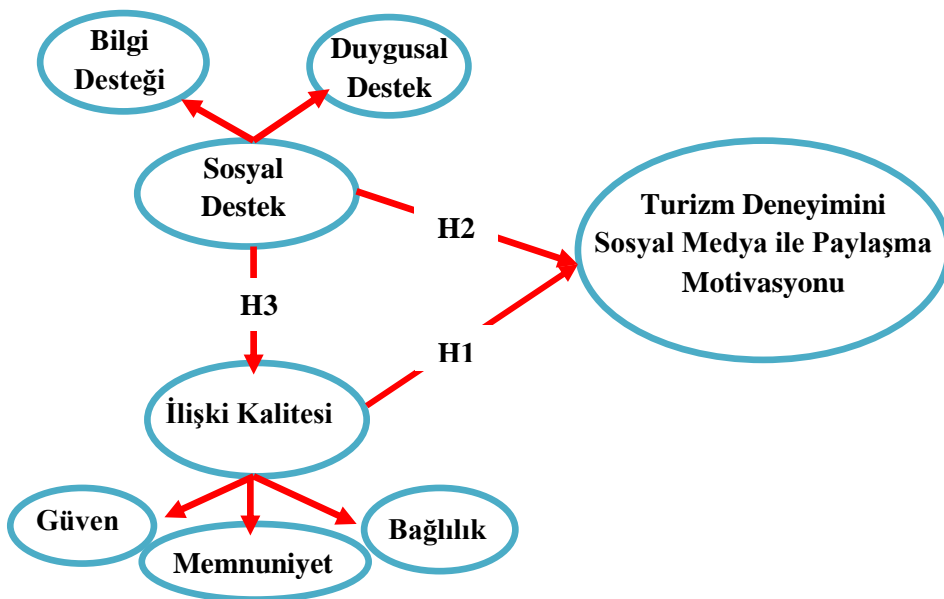 Bilgi
Desteği
Duygusal
Destek
Sosyal
Destek
H2
Turizm Deneyimini
Sosyal Medya ile Paylaşma
Motivasyonu
H3
H1
İlişki Kalitesi
Güven
Memnuniyet
Bağlılık